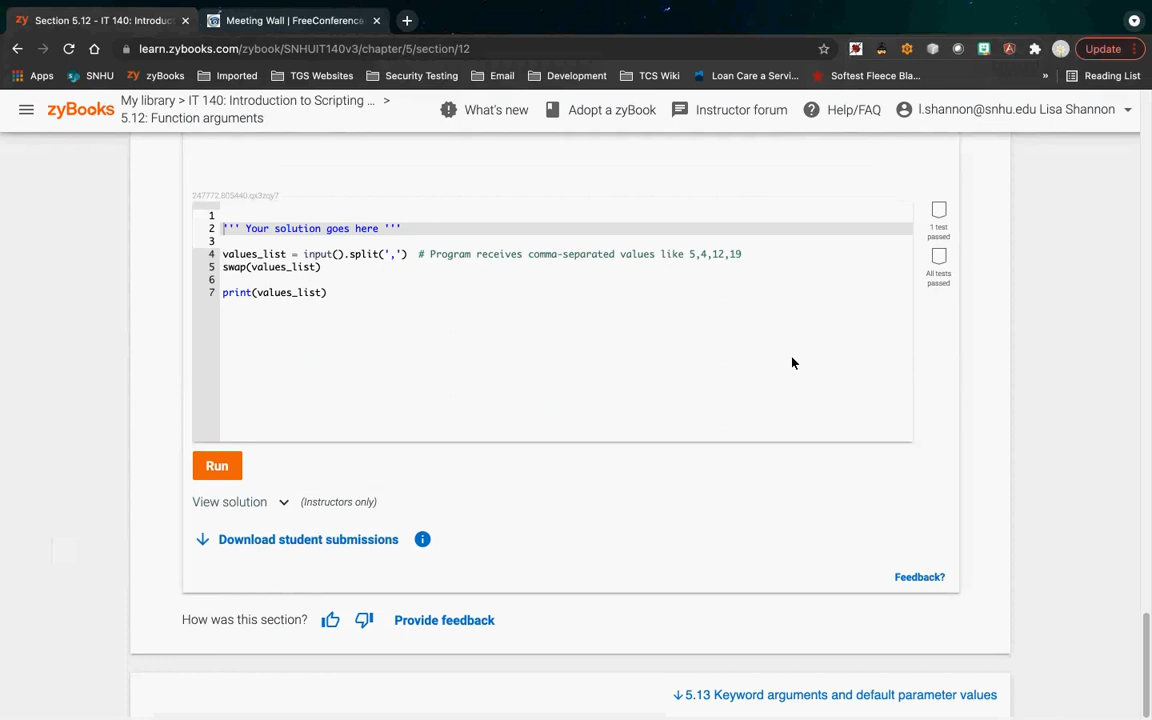 Section 5.12 - IT 140: Introduc
Meeting Wall | FreeConference
learn.zybooks.com/zybook/SNHUIT140v3/chapter/5/section/12
Update
Apps
SNHU
zyBooks
Imported
TGS Websites
Security Testing
Email
Development
TCS Wiki
Loan Care a Servi...
Softest Fleece Bla...
»
Reading List
zyBooks
My library > IT 140: Introduction to Scripting ... >
5.12: Function arguments
What's new
Adopt a zyBook
Instructor forum
Help/FAQ
l.shannon@snhu.edu Lisa Shannon
247772.805440.qx3zqy7
1
2 ''' Your solution goes here '''
3
4 values_list = input().split(',')  # Program receives comma-separated values like 5,4,12,19
5 swap(values_list)
6
7 print(values_list)
1 test
passed
All tests
passed
Run
View solution
(Instructors only)
Download student submissions
Feedback?
How was this section?
Provide feedback
5.13 Keyword arguments and default parameter values